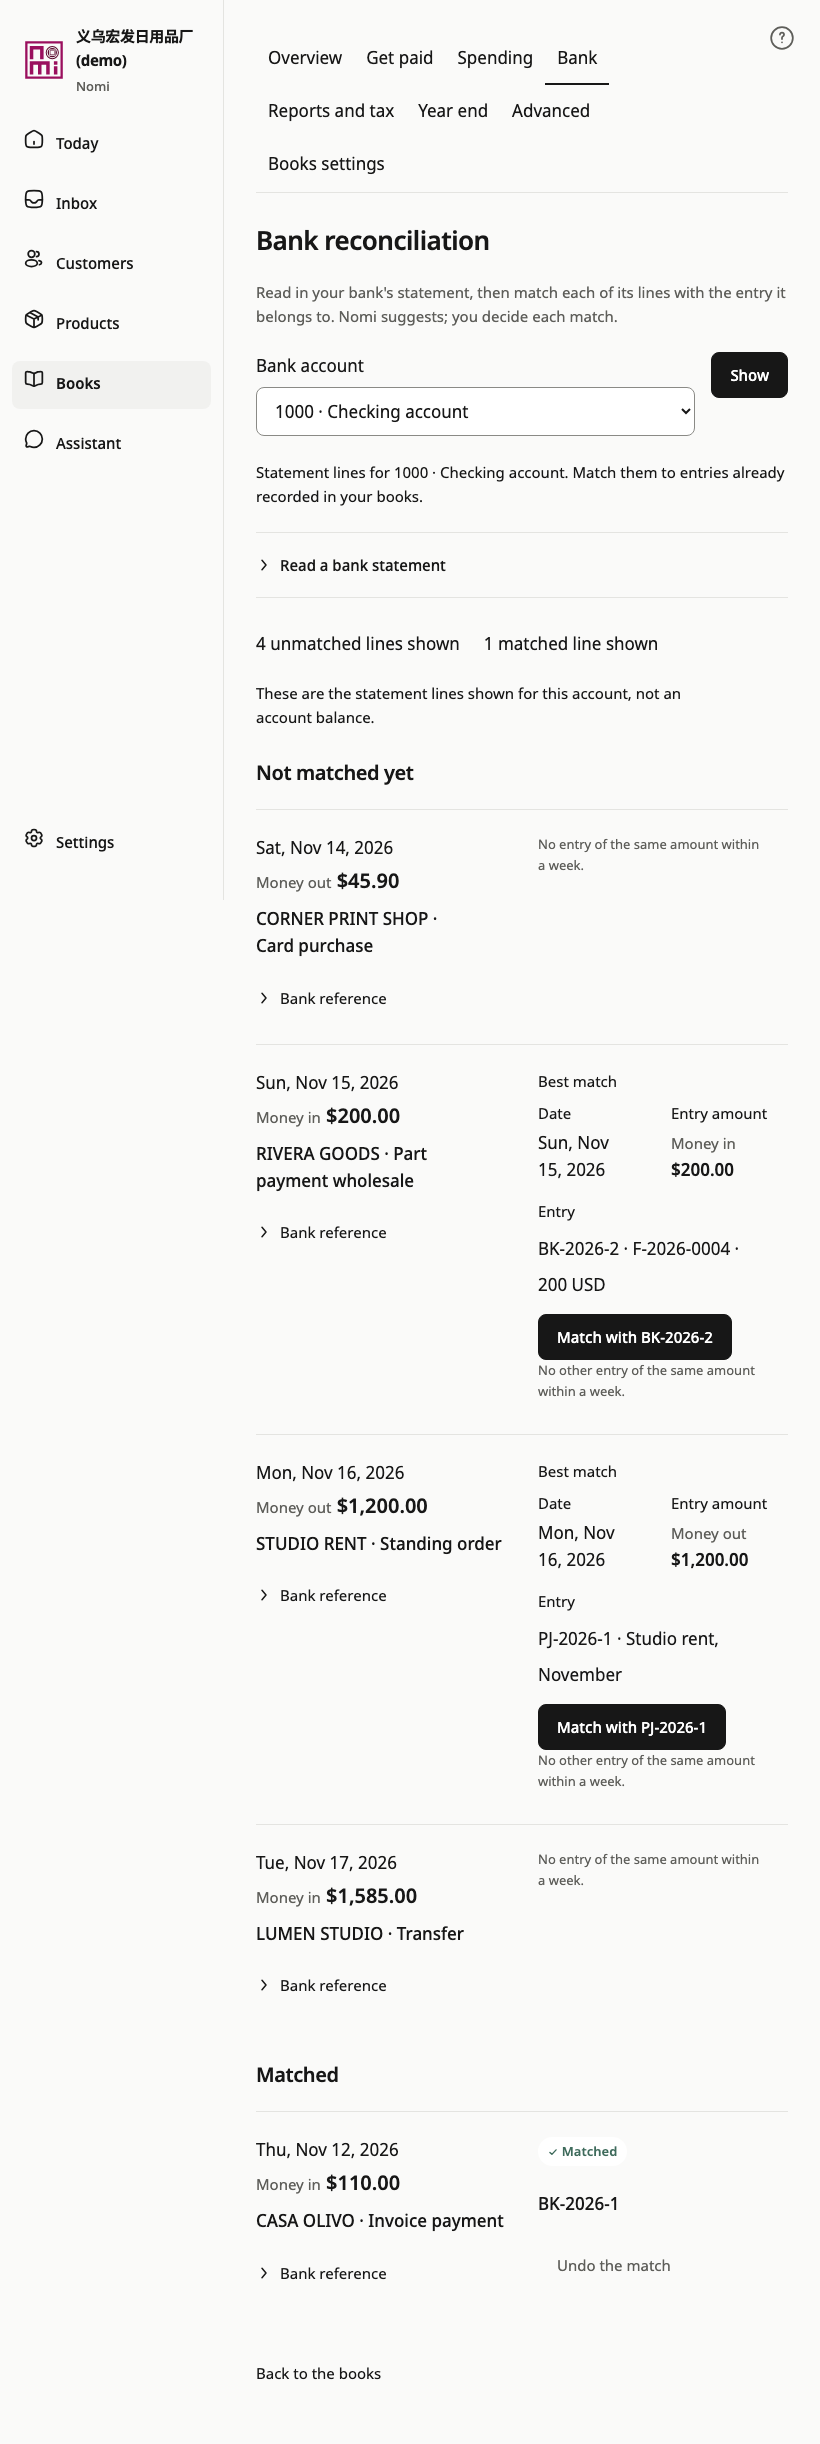 义乌宏发日用品厂
(demo)
Nomi
Today
Inbox
Customers
Products
Books
Assistant
Settings
Overview Get paid Spending Bank
Reports and tax Year end Advanced
Books settings
Bank reconciliation
Read in your bank's statement, then match each of its lines with the entry it
belongs to. Nomi suggests; you decide each match.
Bank account
Show
1000 · Checking account
Statement lines for 1000 · Checking account. Match them to entries already
recorded in your books.
Read a bank statement
4 unmatched lines shown 1 matched line shown
These are the statement lines shown for this account, not an
account balance.
Not matched yet
Sat, Nov 14, 2026
Money out $45.90
CORNER PRINT SHOP ·
Card purchase
Bank reference
No entry of the same amount within
a week.
Sun, Nov 15, 2026
Money in $200.00
RIVERA GOODS · Part
payment wholesale
Bank reference
Best match
Date Entry amount
Sun, Nov
15, 2026
Money in
$200.00
Entry
BK-2026-2 · F-2026-0004 ·
200 USD
Match with BK-2026-2
No other entry of the same amount
within a week.
Mon, Nov 16, 2026
Money out $1,200.00
STUDIO RENT · Standing order
Bank reference
Best match
Date Entry amount
Mon, Nov
16, 2026
Money out
$1,200.00
Entry
PJ-2026-1 · Studio rent,
November
Match with PJ-2026-1
No other entry of the same amount
within a week.
Tue, Nov 17, 2026
Money in $1,585.00
LUMEN STUDIO · Transfer
Bank reference
No entry of the same amount within
a week.
Matched
Thu, Nov 12, 2026
Money in $110.00
CASA OLIVO · Invoice payment
Bank reference
✓ Matched
BK-2026-1
Undo the match
Back to the books